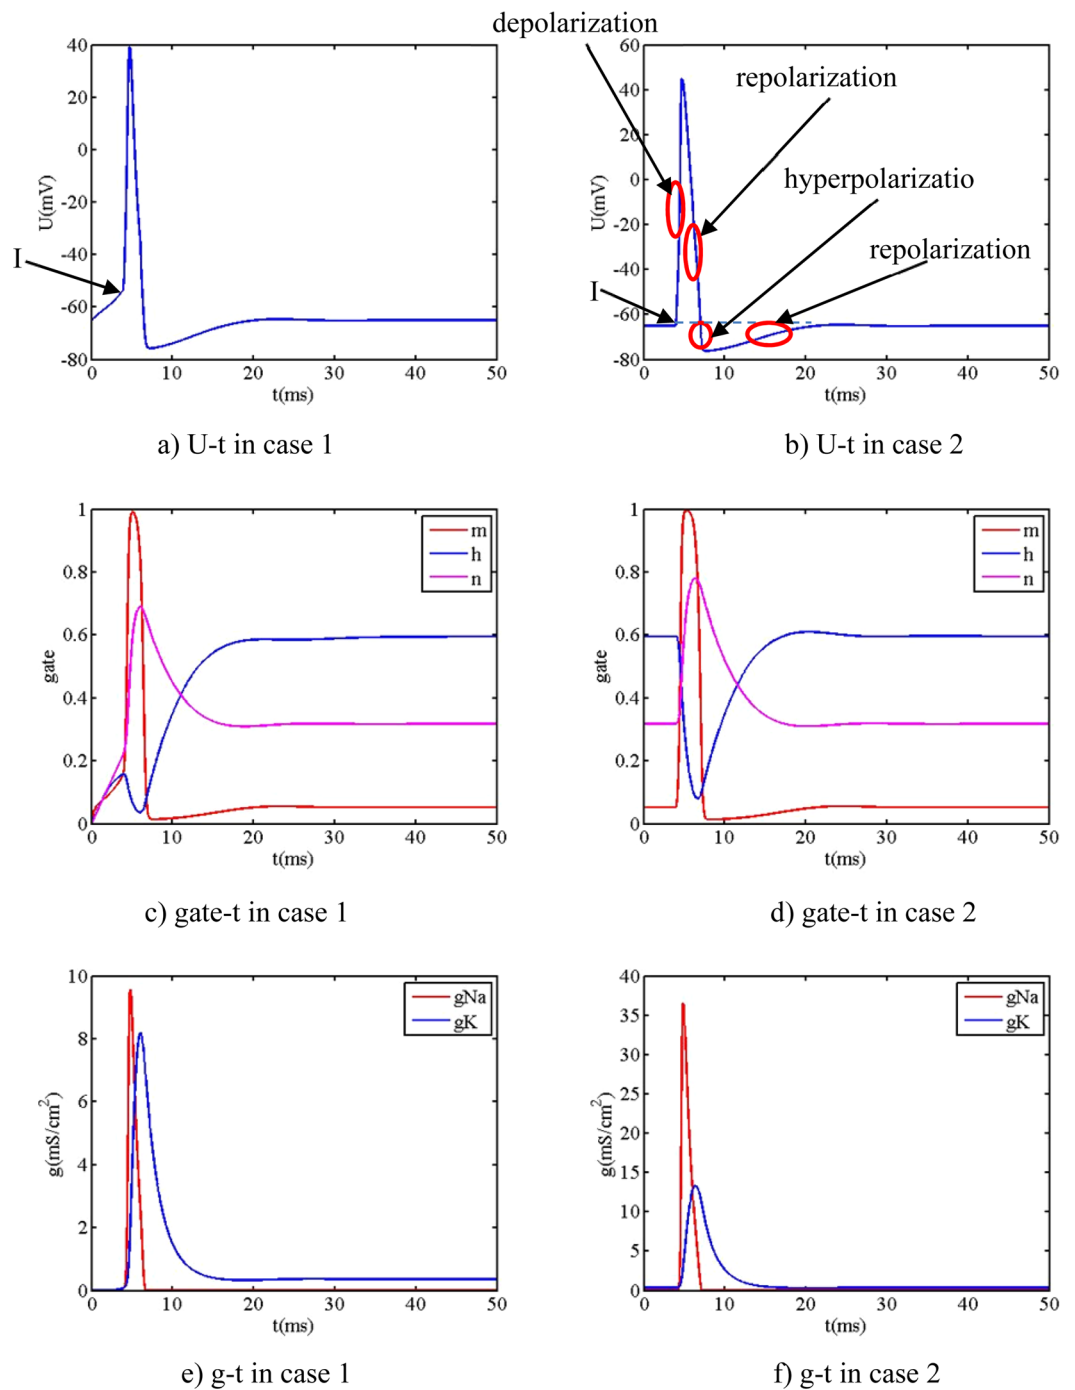 depolarization
repolarization
hyperpolarizatio
repolarization
I
I
40
20
0
-20
-40
-60
-80
U(mV)
0 10 20 30 40 50
t(ms)
a) U-t in case 1
60
40
20
0
-20
-40
-60
-80
U(mV)
0 10 20 30 40 50
t(ms)
b) U-t in case 2
1
0.8
0.6
0.4
0.2
0
gate
m
h
n
0 10 20 30 40 50
t(ms)
c) gate-t in case 1
1
0.8
0.6
0.4
0.2
0
gate
m
h
n
0 10 20 30 40 50
t(ms)
d) gate-t in case 2
10
8
6
4
2
0
g(mS/cm²)
gNa
gK
0 10 20 30 40 50
t(ms)
e) g-t in case 1
40
35
30
25
20
15
10
5
0
g(mS/cm²)
gNa
gK
0 10 20 30 40 50
t(ms)
f) g-t in case 2